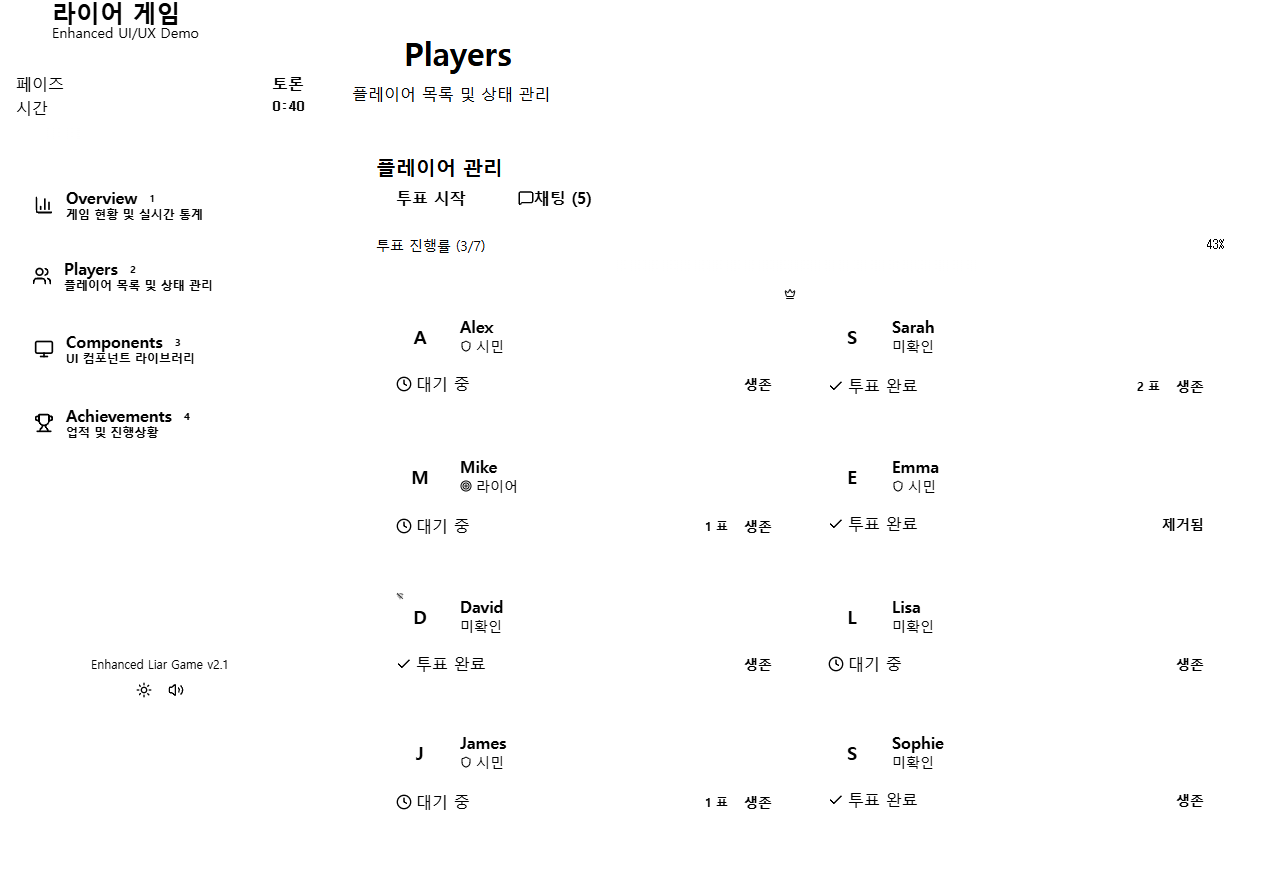 라이어 게임
Enhanced UI/UX Demo
페이즈 토론
시간 0:40
Overview 1
게임 현황 및 실시간 통계
Players 2
플레이어 목록 및 상태 관리
Components 3
UI 컴포넌트 라이브러리
Achievements 4
업적 및 진행상황
Enhanced Liar Game v2.1
Players
플레이어 목록 및 상태 관리
플레이어 관리
투표 시작 채팅 (5)
투표 진행률 (3/7) 43%
A Alex
시민
대기 중 생존
S Sarah
미확인
투표 완료 2 표 생존
M Mike
라이어
대기 중 1 표 생존
E Emma
시민
투표 완료 제거됨
D David
미확인
투표 완료 생존
L Lisa
미확인
대기 중 생존
J James
시민
대기 중 1 표 생존
S Sophie
미확인
투표 완료 생존